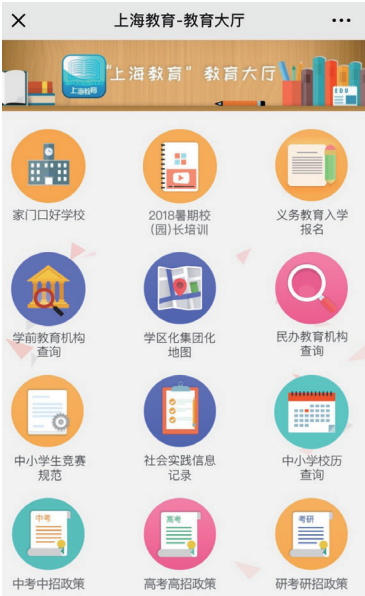 上海教育-教育大厅
上海教育
"上海教育"教育大厅
EDU
家门口好学校
2018暑期校
(园)长培训
义务教育入学
报名
学前教育机构
查询
学区化集团化
地图
民办教育机构
查询
中小学生竞赛
规范
社会实践信息
记录
中小学校历
查询
中考
高考
考研
中考中招政策
高考高招政策
研考研招政策